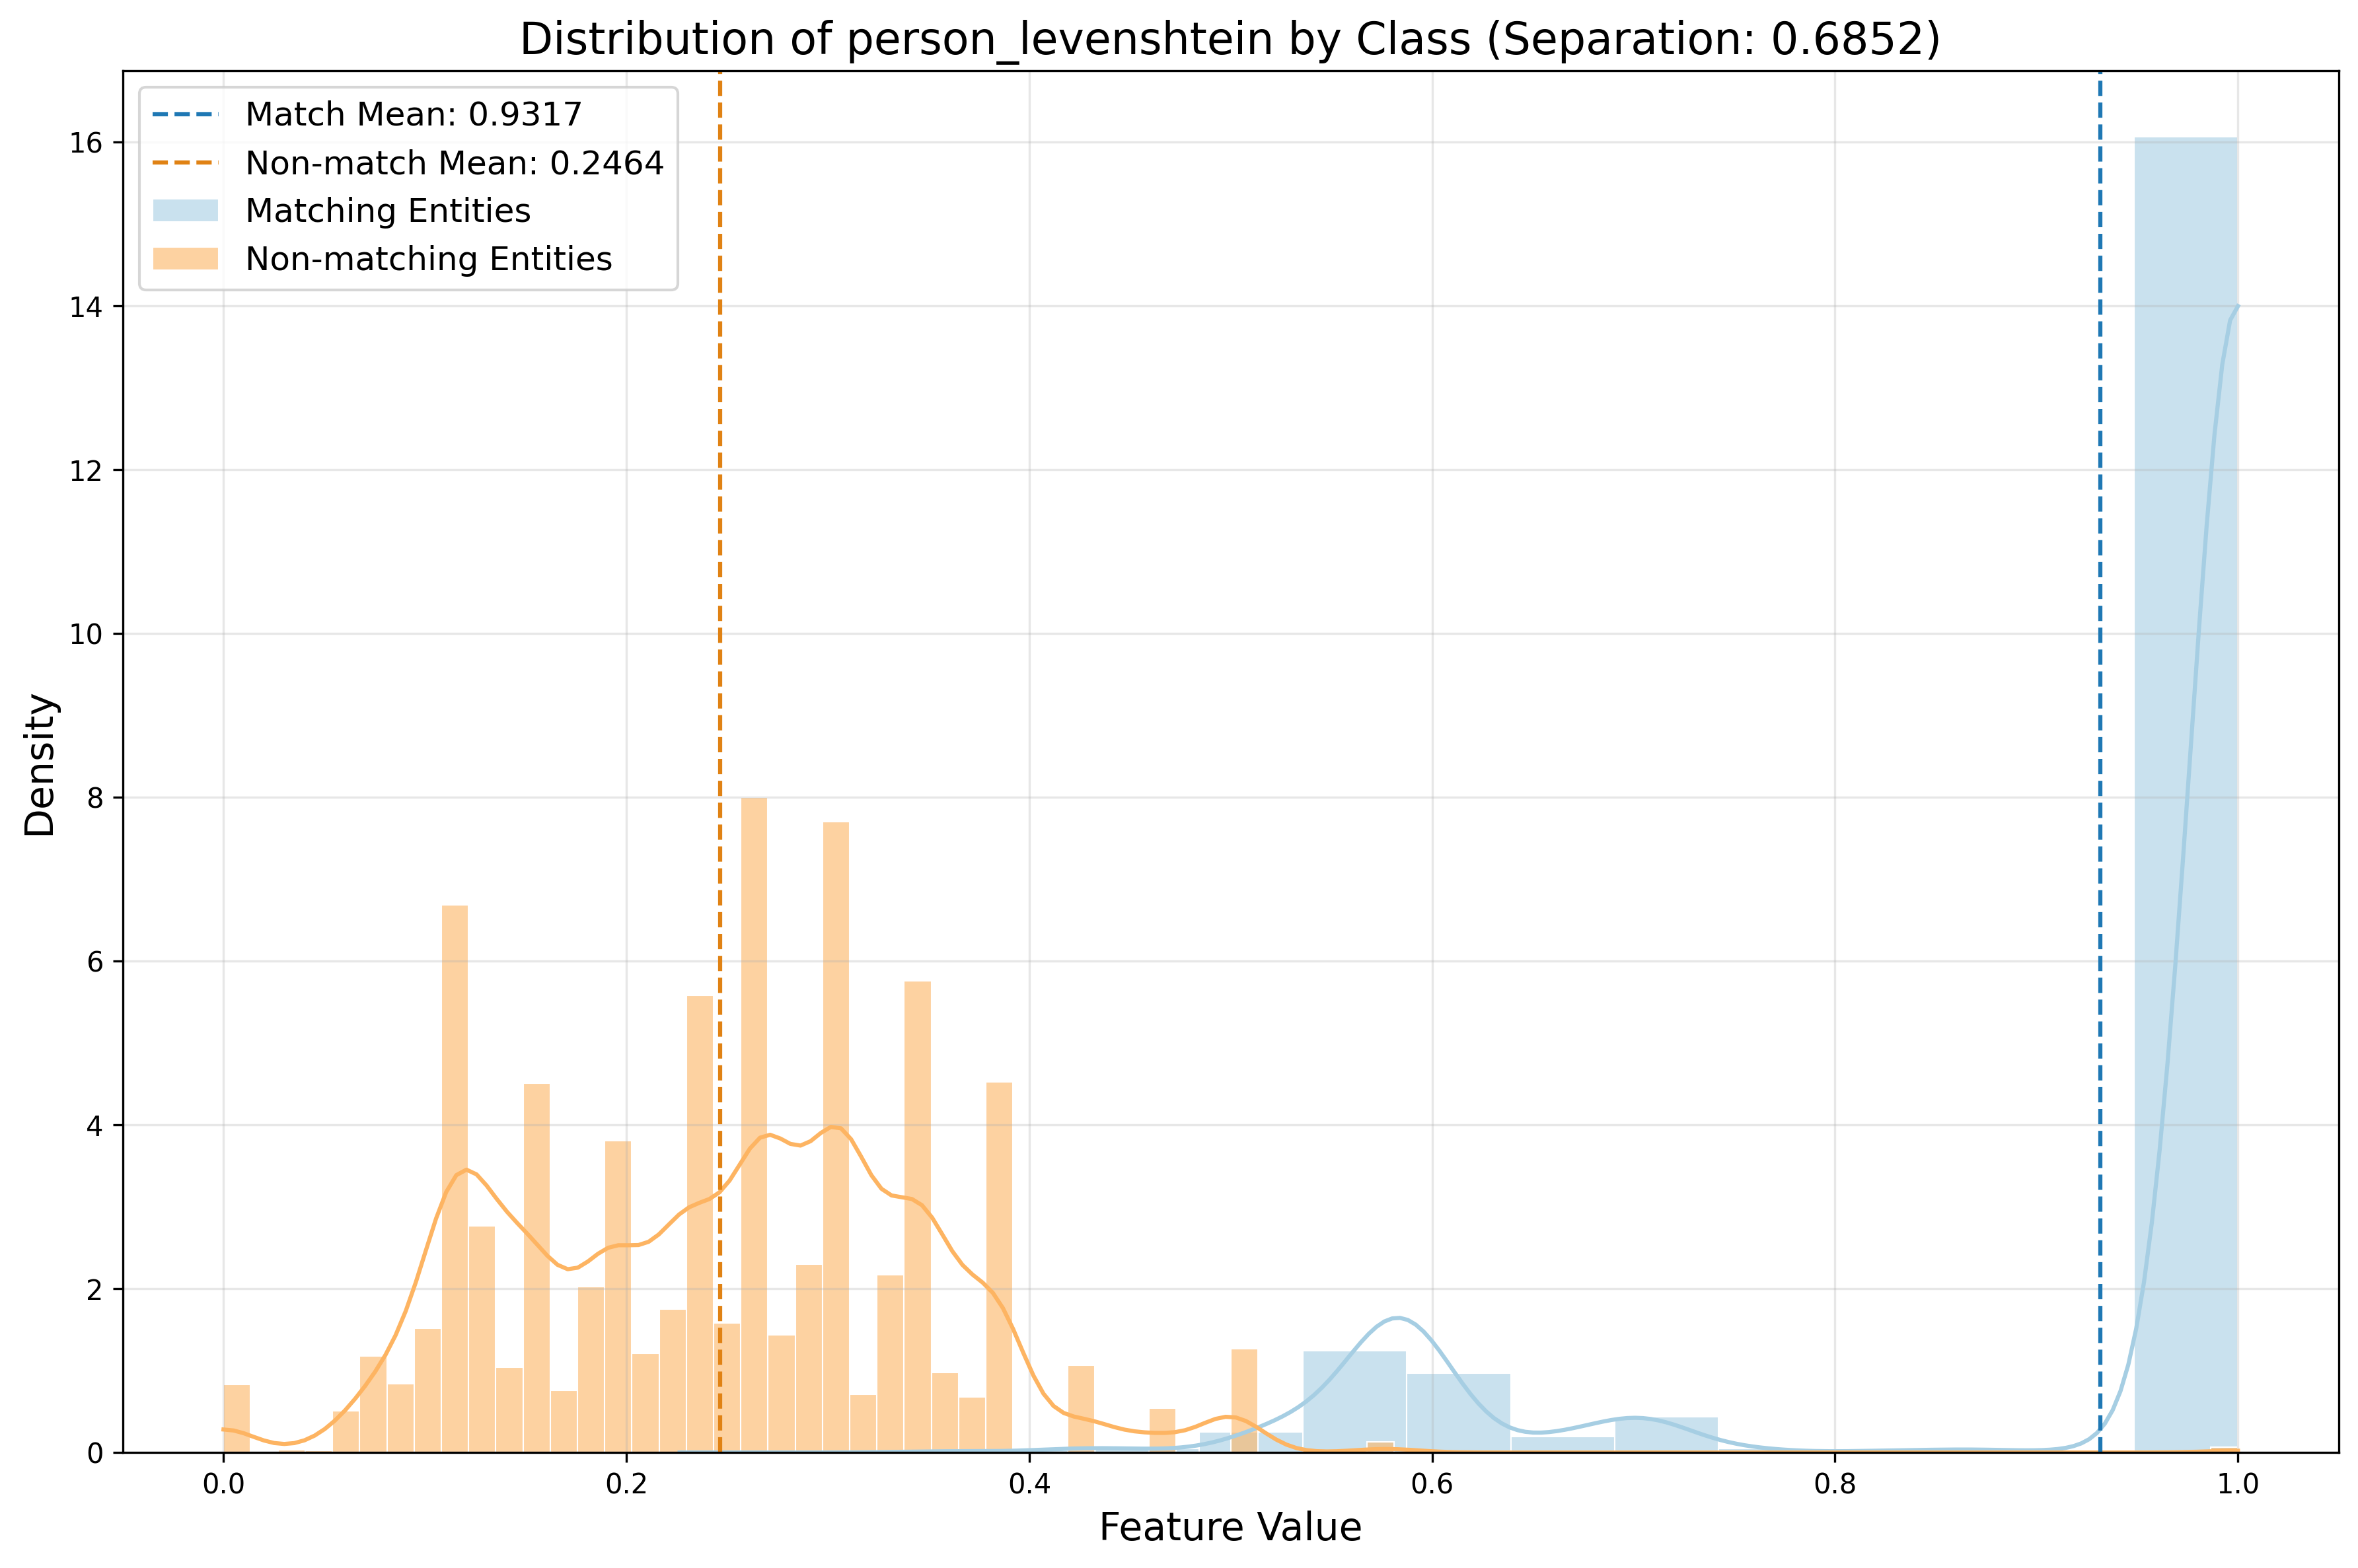 Distribution of person_levenshtein by Class (Separation: 0.6852)
Match Mean: 0.9317
Non-match Mean: 0.2464
Matching Entities
Non-matching Entities
16
14
12
10
8
6
4
2
0
Density
0.0 0.2 0.4 0.6 0.8 1.0
Feature Value